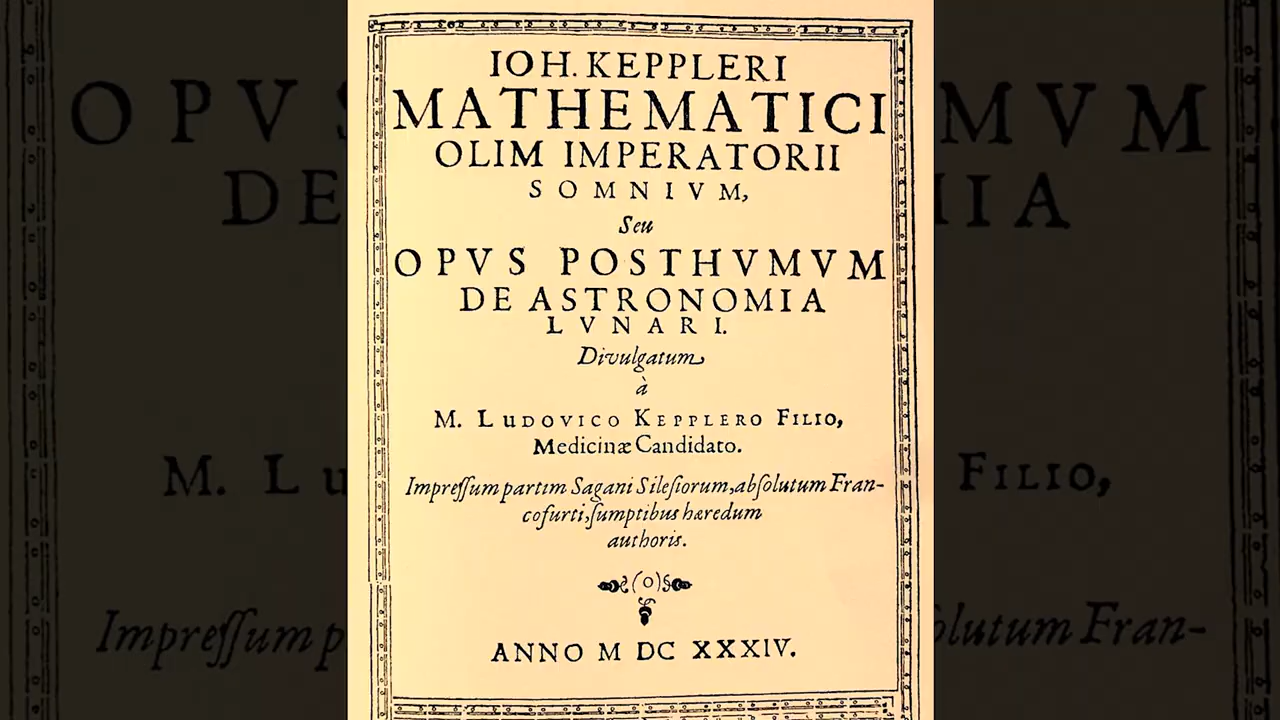 IOH. KEPPLERI
MATHEMATICI
OLIM IMPERATORII
SOMNIVM,
Seu
OPVS POSTHVMVM
DE ASTRONOMIA
LVNARI.
Divulgatum
à
M. LUDOVICO KEPPLERO FILIO,
Medicinæ Candidato.
Impreſſum partim Sagani Sileſiorum, abſolutum Fran-
cofurti, ſumptibus hæredum
authoris.
(o)
ANNO M DC XXXIV.